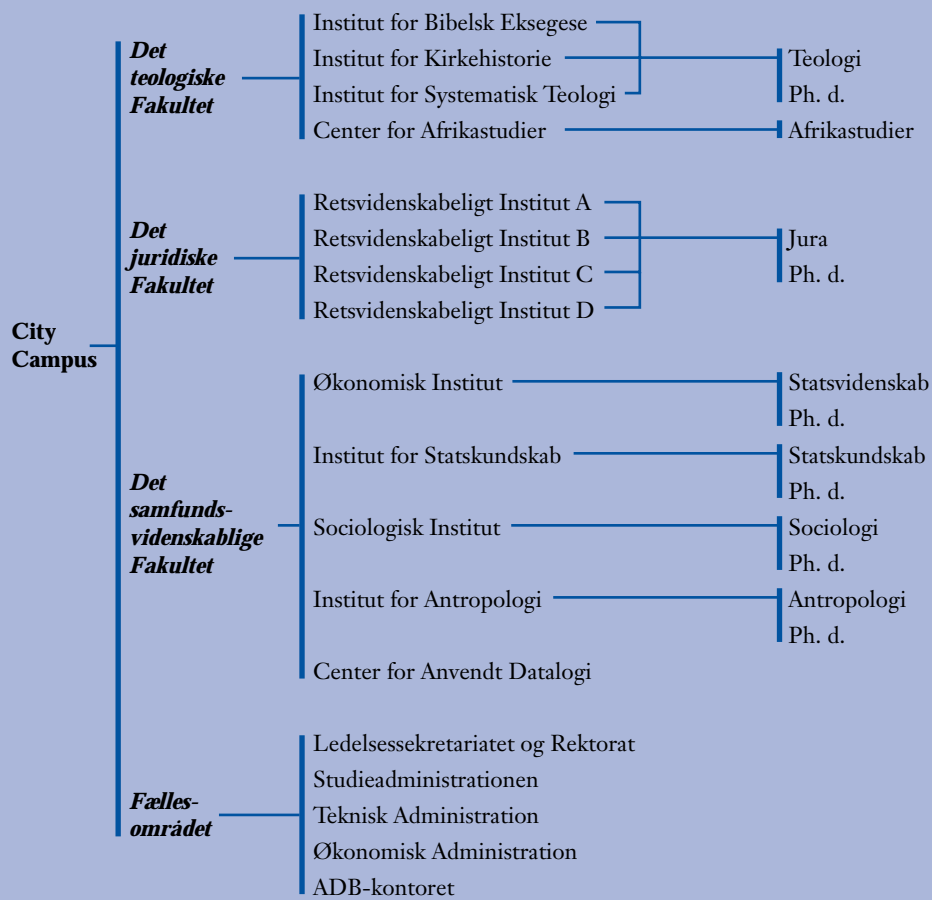 City
Campus
Det
teologiske
Fakultet
Institut for Bibelsk Eksegese
Institut for Kirkehistorie
Institut for Systematisk Teologi
Teologi
Ph. d.
Center for Afrikastudier
Afrikastudier
Det
juridiske
Fakultet
Retsvidenskabeligt Institut A
Retsvidenskabeligt Institut B
Retsvidenskabeligt Institut C
Retsvidenskabeligt Institut D
Jura
Ph. d.
Det
samfunds-
videnskablige
Fakultet
Økonomisk Institut
Statsvidenskab
Ph. d.
Institut for Statskundskab
Statskundskab
Ph. d.
Sociologisk Institut
Sociologi
Ph. d.
Institut for Antropologi
Antropologi
Ph. d.
Center for Anvendt Datalogi
Fælles-
området
Ledelsessekretariatet og Rektorat
Studieadministrationen
Teknisk Administration
Økonomisk Administration
ADB-kontoret